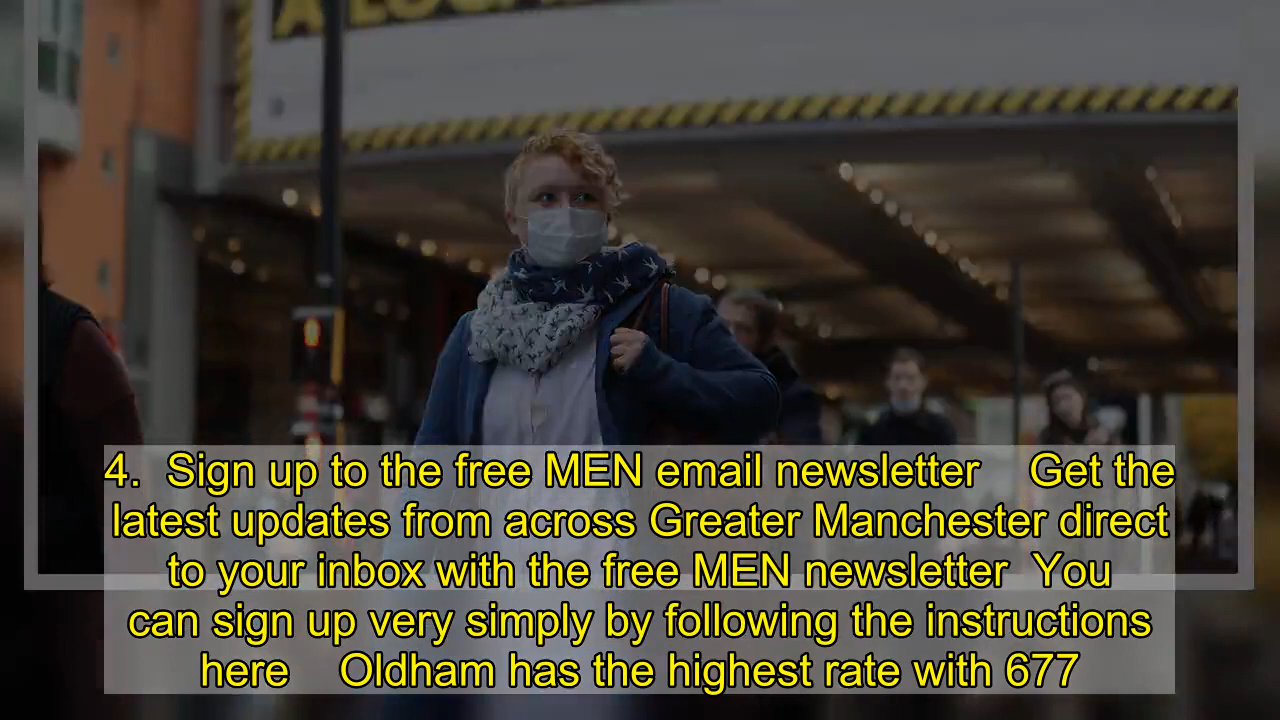 A LOCAL
4. Sign up to the free MEN email newsletter Get the
latest updates from across Greater Manchester direct
to your inbox with the free MEN newsletter You
can sign up very simply by following the instructions
here Oldham has the highest rate with 677